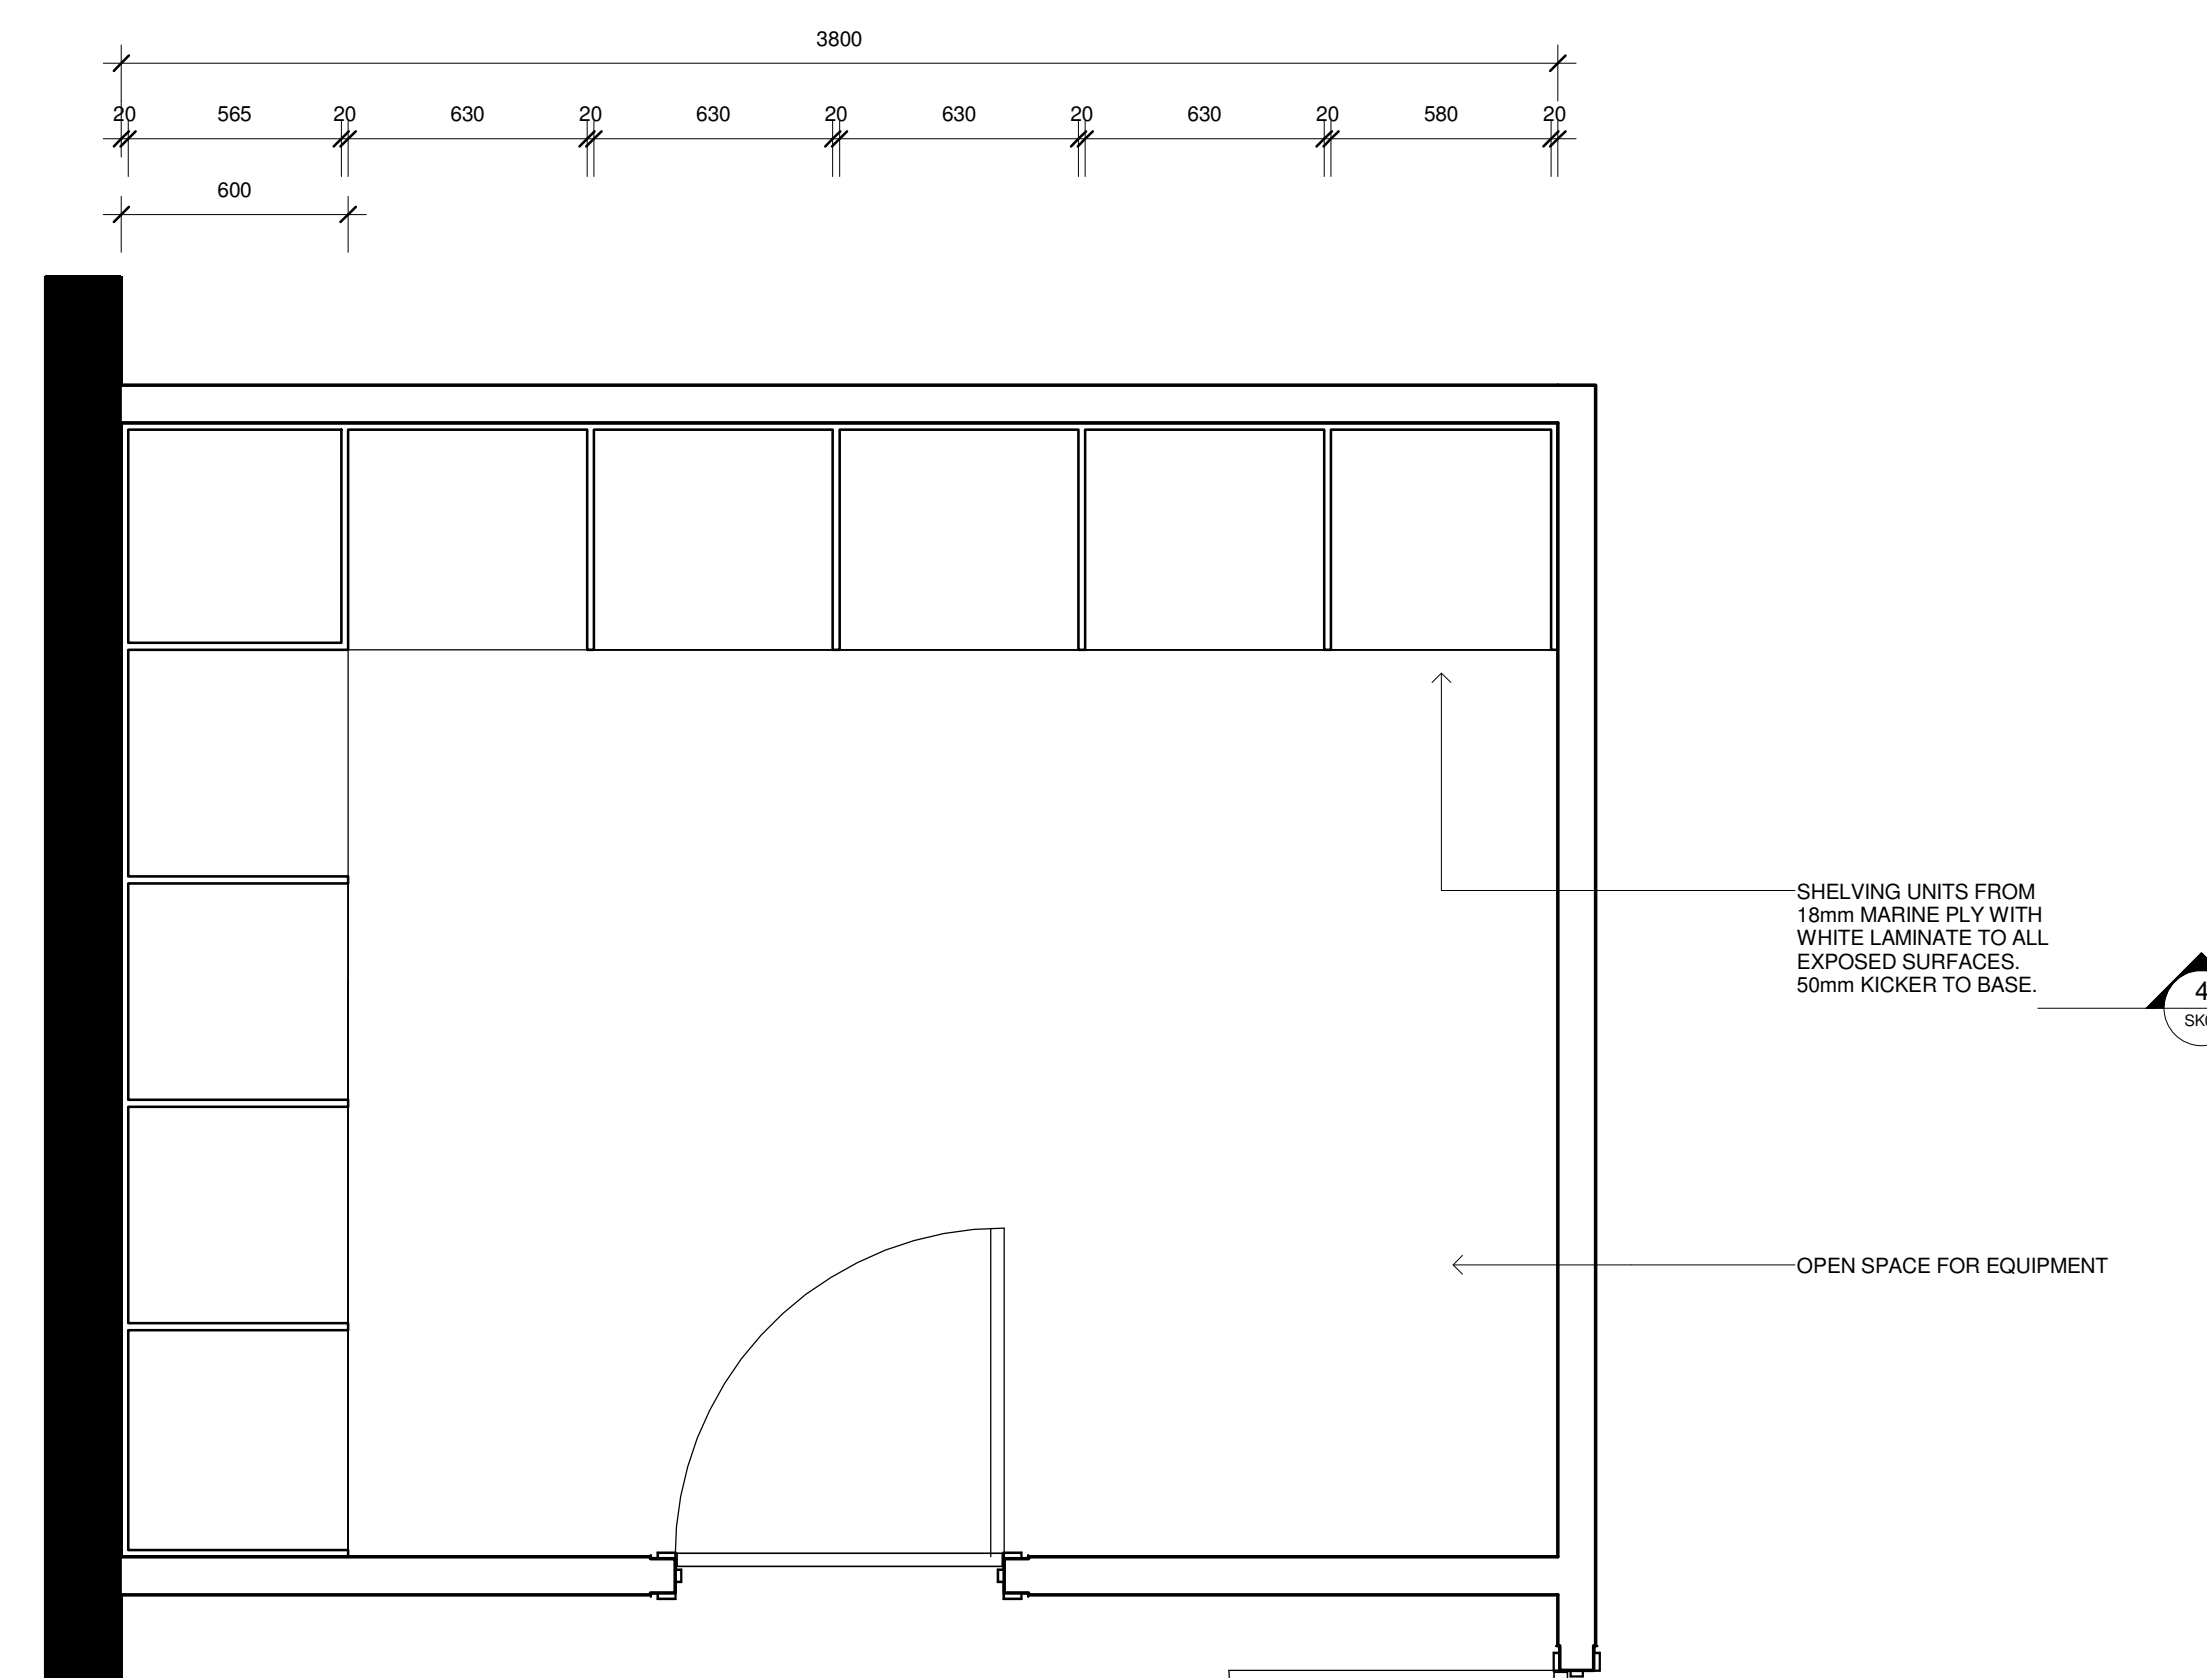 3800
20 565 20 630 20 630 20 630 20 630 20 580 20
600
SHELVING UNITS FROM
18mm MARINE PLY WITH
WHITE LAMINATE TO ALL
EXPOSED SURFACES.
50mm KICKER TO BASE.
4
OPEN SPACE FOR EQUIPMENT